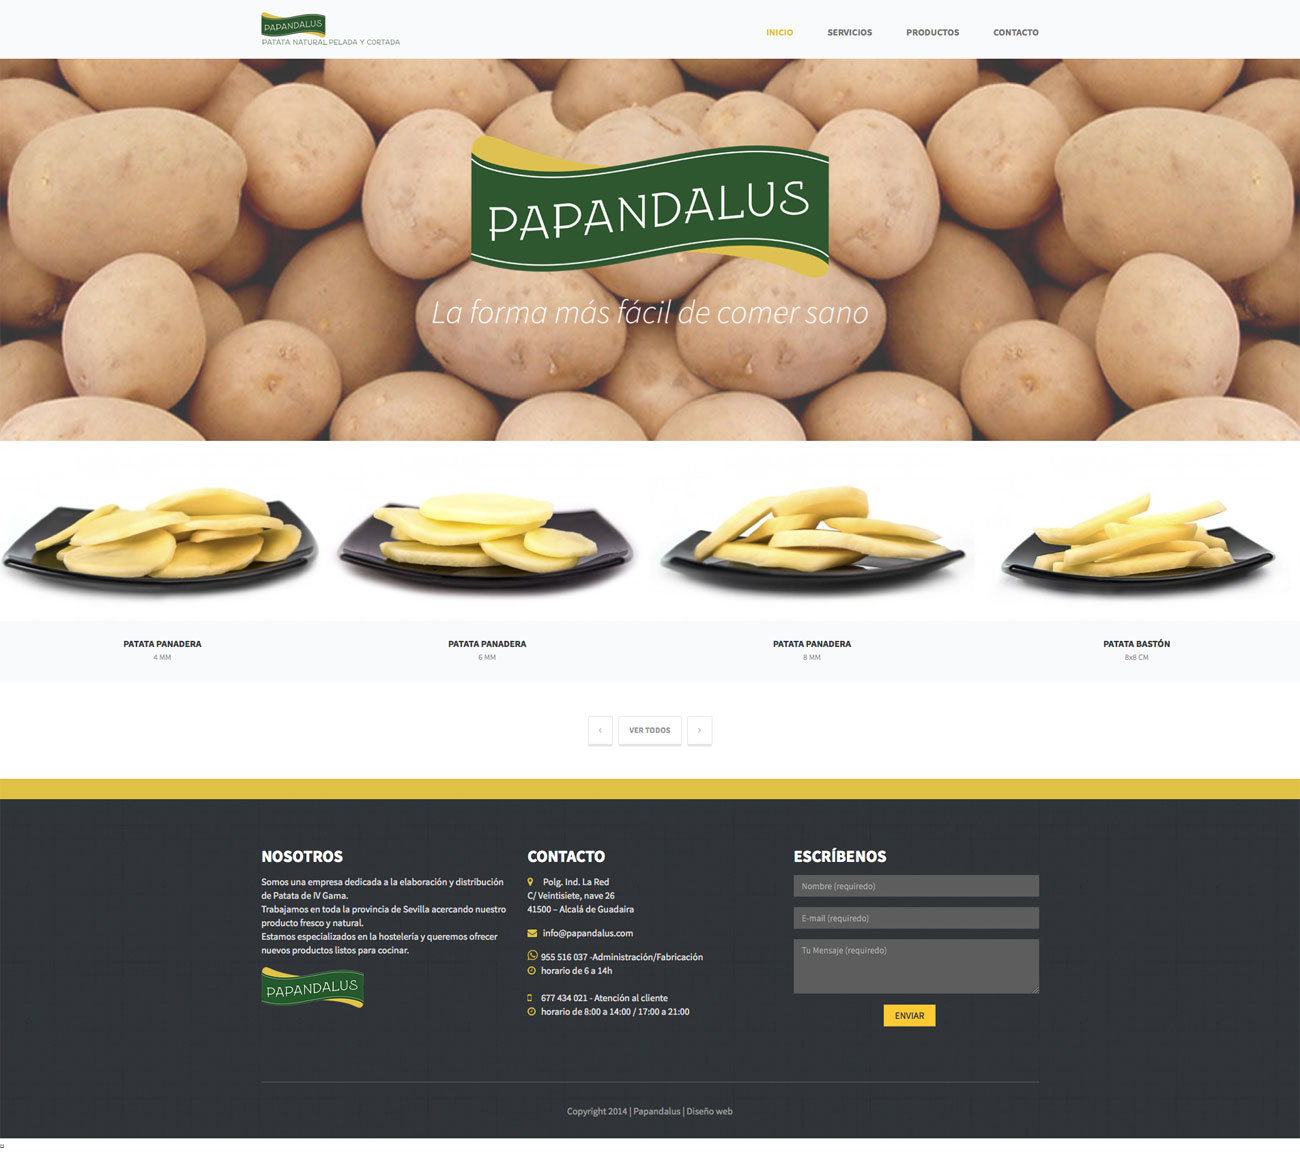 PAPANDALUS
PATATA NATURAL PELADA Y CORTADA
INICIO
SERVICIOS
PRODUCTOS
CONTACTO
PAPANDALUS
La forma más fácil de comer sano
PATATA PANADERA
4 MM
PATATA PANADERA
6 MM
PATATA PANADERA
8 MM
PATATA BASTÓN
8x8 CM
VER TODOS
NOSOTROS
Somos una empresa dedicada a la elaboración y distribución
de Patata de IV Gama.
Trabajamos en toda la provincia de Sevilla acercando nuestro
producto fresco y natural.
Estamos especializados en la hostelería y queremos ofrecer
nuevos productos listos para cocinar.
PAPANDALUS
CONTACTO
Polg. Ind. La Red
C/ Veintisiete, nave 26
41500 – Alcalá de Guadaira
info@papandalus.com
955 516 037 -Administración/Fabricación
horario de 6 a 14h
677 434 021 - Atención al cliente
horario de 8:00 a 14:00 / 17:00 a 21:00
ESCRÍBENOS
Nombre (requiredo)
E-mail (requiredo)
Tu Mensaje (requiredo)
ENVIAR
Copyright 2014 | Papandalus | Diseño web